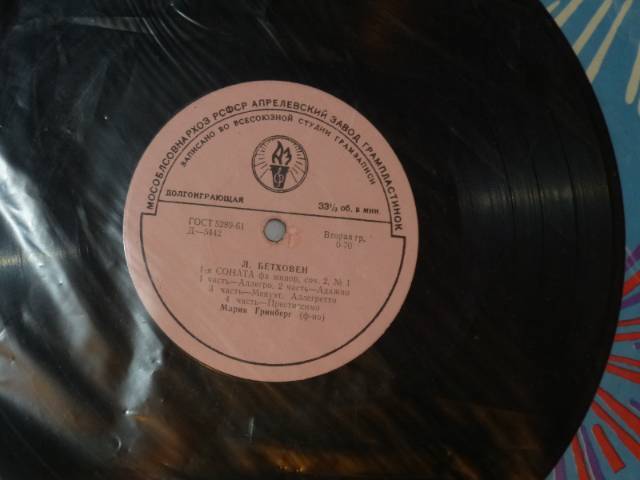 МОСОБЛСОВНАРХОЗ РСФСР АПРЕЛЕВСКИЙ ЗАВОД ГРАМПЛАСТИНОК
ЗАПИСАНО ВО ВСЕСОЮЗНОЙ СТУДИИ ГРАМЗАПИСИ
ДОЛГОИГРАЮЩАЯ
33⅓ об. в мин.
ГОСТ 5289-61
Д—5442
Вторая гр.
0-70
Л. БЕТХОВЕН
1-я СОНАТА фа минор, соч. 2, № 1
1 часть—Аллегро, 2 часть—Адажио
3 часть—Менуэт. Аллегретто
4 часть—Престиссимо
Мария Гринберг (ф-но)